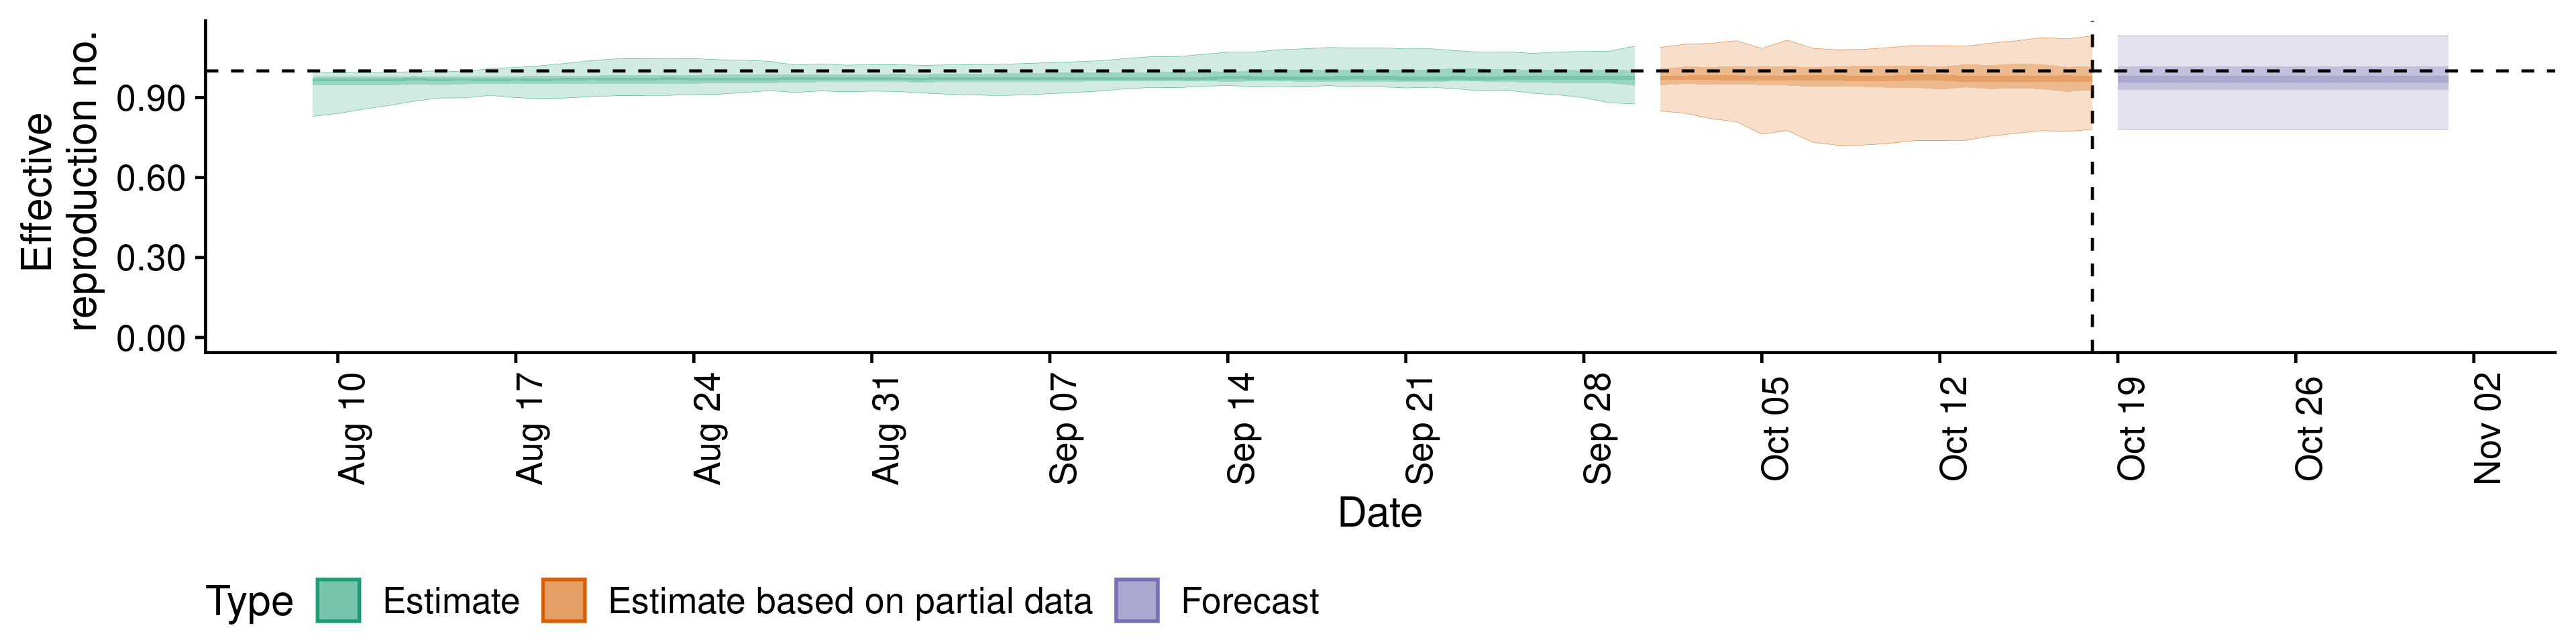 Effective
reproduction no.
0.90
0.60
0.30
0.00
Aug 10
Aug 17
Aug 24
Aug 31
Sep 07
Sep 14
Sep 21
Sep 28
Oct 05
Oct 12
Oct 19
Oct 26
Nov 02
Date
Type Estimate Estimate based on partial data Forecast